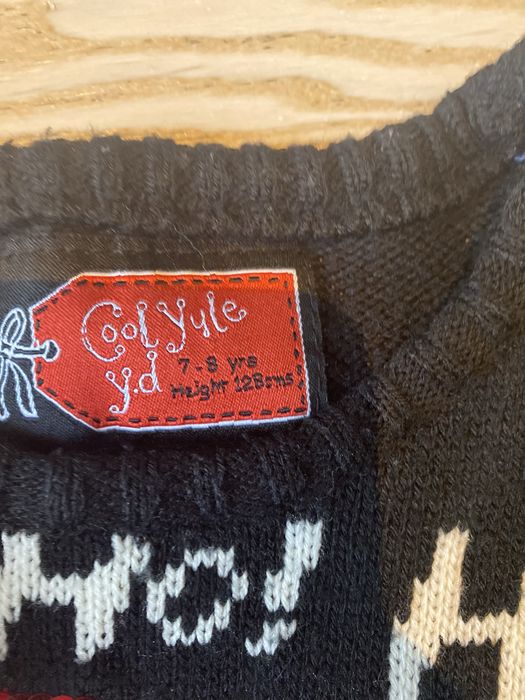 Cool Yule
y.d
7 - 8 yrs
Height 128cms
Ho! H